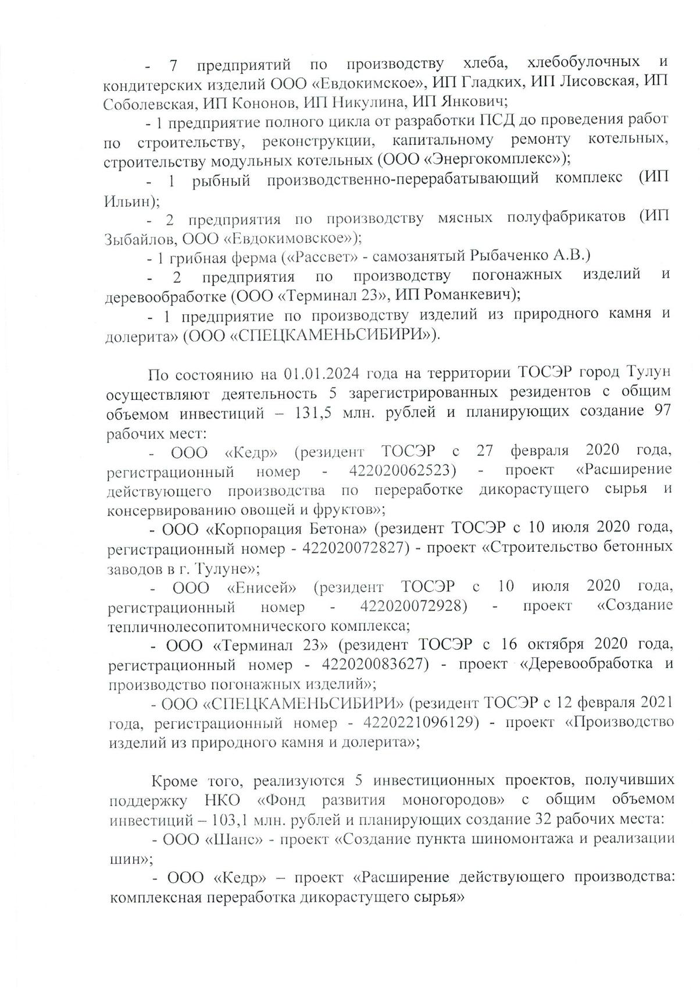 - 7 предприятий по производству хлеба, хлебобулочных и
кондитерских изделий ООО «Евдокимское», ИП Гладких, ИП Лисовская, ИП
Соболевская, ИП Кононов, ИП Никулина, ИП Янкович;
- 1 предприятие полного цикла от разработки ПСД до проведения работ
по строительству, реконструкции, капитальному ремонту котельных,
строительству модульных котельных (ООО «Энергокомплекс»);
- 1 рыбный производственно-перерабатывающий комплекс (ИП
Ильин);
- 2 предприятия по производству мясных полуфабрикатов (ИП
Зыбайлов, ООО «Евдокимовское»);
- 1 грибная ферма («Рассвет» - самозанятый Рыбаченко А.В.)
- 2 предприятия по производству погонажных изделий и
деревообработке (ООО «Терминал 23», ИП Романкевич);
- 1 предприятие по производству изделий из природного камня и
долерита» (ООО «СПЕЦКАМЕНЬСИБИРИ»).
По состоянию на 01.01.2024 года на территории ТОСЭР город Тулун
осуществляют деятельность 5 зарегистрированных резидентов с общим
объемом инвестиций – 131,5 млн. рублей и планирующих создание 97
рабочих мест:
- ООО «Кедр» (резидент ТОСЭР с 27 февраля 2020 года,
регистрационный номер - 422020062523) - проект «Расширение
действующего производства по переработке дикорастущего сырья и
консервированию овощей и фруктов»;
- ООО «Корпорация Бетона» (резидент ТОСЭР с 10 июля 2020 года,
регистрационный номер - 422020072827) - проект «Строительство бетонных
заводов в г. Тулуне»;
- ООО «Енисей» (резидент ТОСЭР с 10 июля 2020 года,
регистрационный номер - 422020072928) - проект «Создание
тепличнолесопитомнического комплекса;
- ООО «Терминал 23» (резидент ТОСЭР с 16 октября 2020 года,
регистрационный номер - 422020083627) - проект «Деревообработка и
производство погонажных изделий»;
- ООО «СПЕЦКАМЕНЬСИБИРИ» (резидент ТОСЭР с 12 февраля 2021
года, регистрационный номер - 4220221096129) - проект «Производство
изделий из природного камня и долерита»;
Кроме того, реализуются 5 инвестиционных проектов, получивших
поддержку НКО «Фонд развития моногородов» с общим объемом
инвестиций – 103,1 млн. рублей и планирующих создание 32 рабочих места:
- ООО «Шанс» - проект «Создание пункта шиномонтажа и реализации
шин»;
- ООО «Кедр» – проект «Расширение действующего производства:
комплексная переработка дикорастущего сырья»